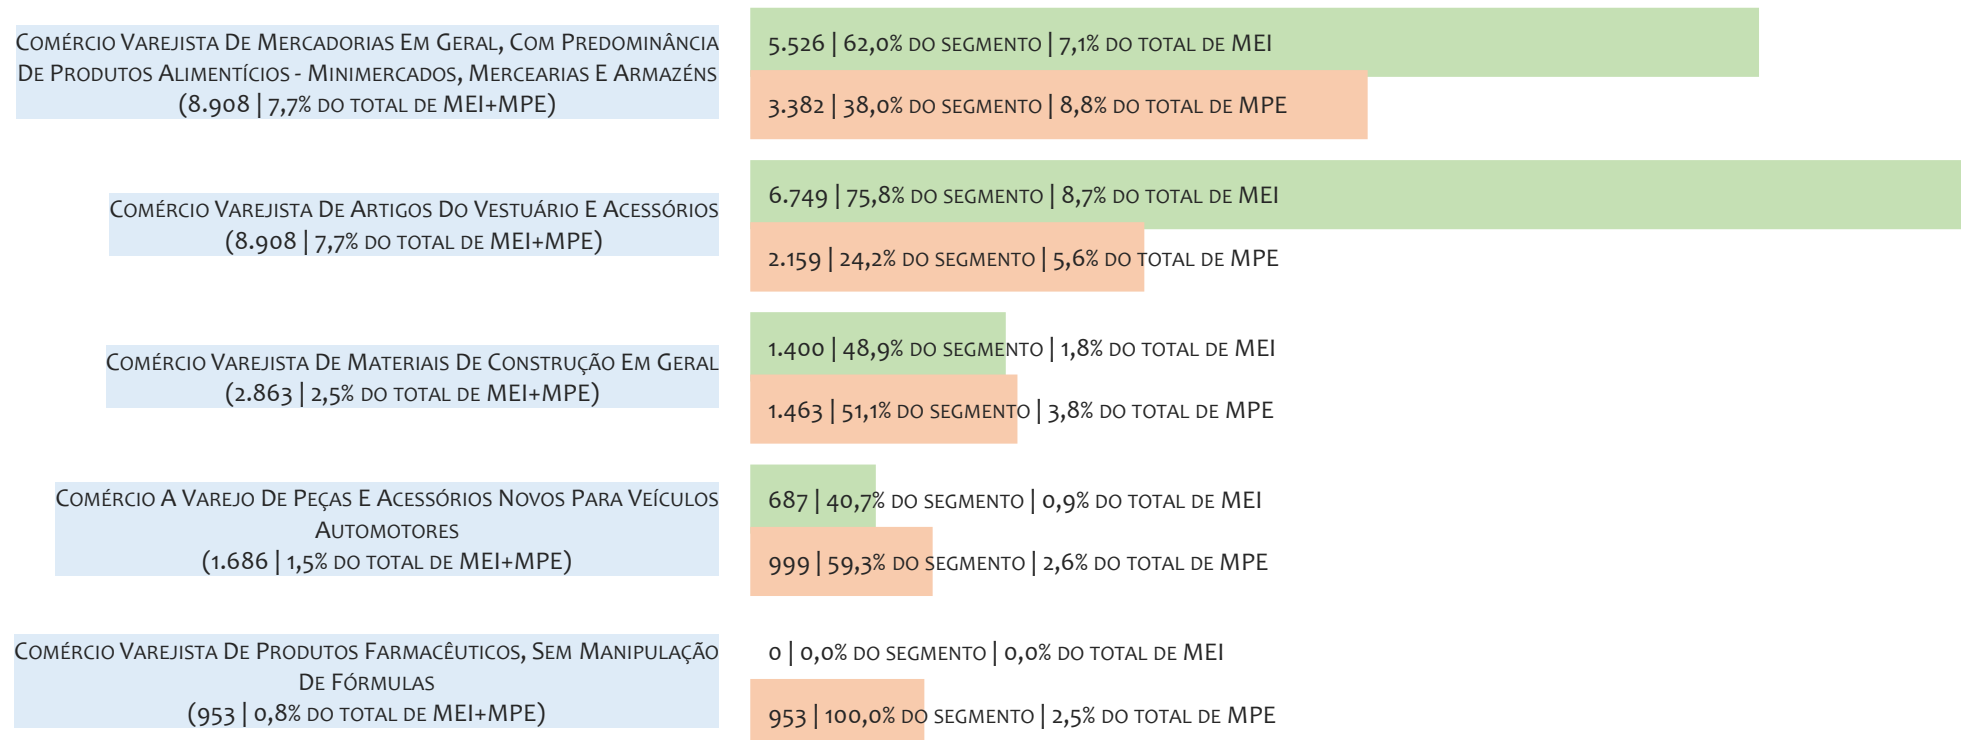 Comércio Varejista De Mercadorias Em Geral, Com Predominância
De Produtos Alimentícios - Minimercados, Mercearias E Armazéns
(8.908 | 7,7% do total de MEI+MPE)
5.526 | 62,0% do segmento | 7,1% do total de MEI
3.382 | 38,0% do segmento | 8,8% do total de MPE
Comércio Varejista De Artigos Do Vestuário E Acessórios
(8.908 | 7,7% do total de MEI+MPE)
6.749 | 75,8% do segmento | 8,7% do total de MEI
2.159 | 24,2% do segmento | 5,6% do total de MPE
Comércio Varejista De Materiais De Construção Em Geral
(2.863 | 2,5% do total de MEI+MPE)
1.400 | 48,9% do segmento | 1,8% do total de MEI
1.463 | 51,1% do segmento | 3,8% do total de MPE
Comércio A Varejo De Peças E Acessórios Novos Para Veículos
Automotores
(1.686 | 1,5% do total de MEI+MPE)
687 | 40,7% do segmento | 0,9% do total de MEI
999 | 59,3% do segmento | 2,6% do total de MPE
Comércio Varejista De Produtos Farmacêuticos, Sem Manipulação
De Fórmulas
(953 | 0,8% do total de MEI+MPE)
0 | 0,0% do segmento | 0,0% do total de MEI
953 | 100,0% do segmento | 2,5% do total de MPE